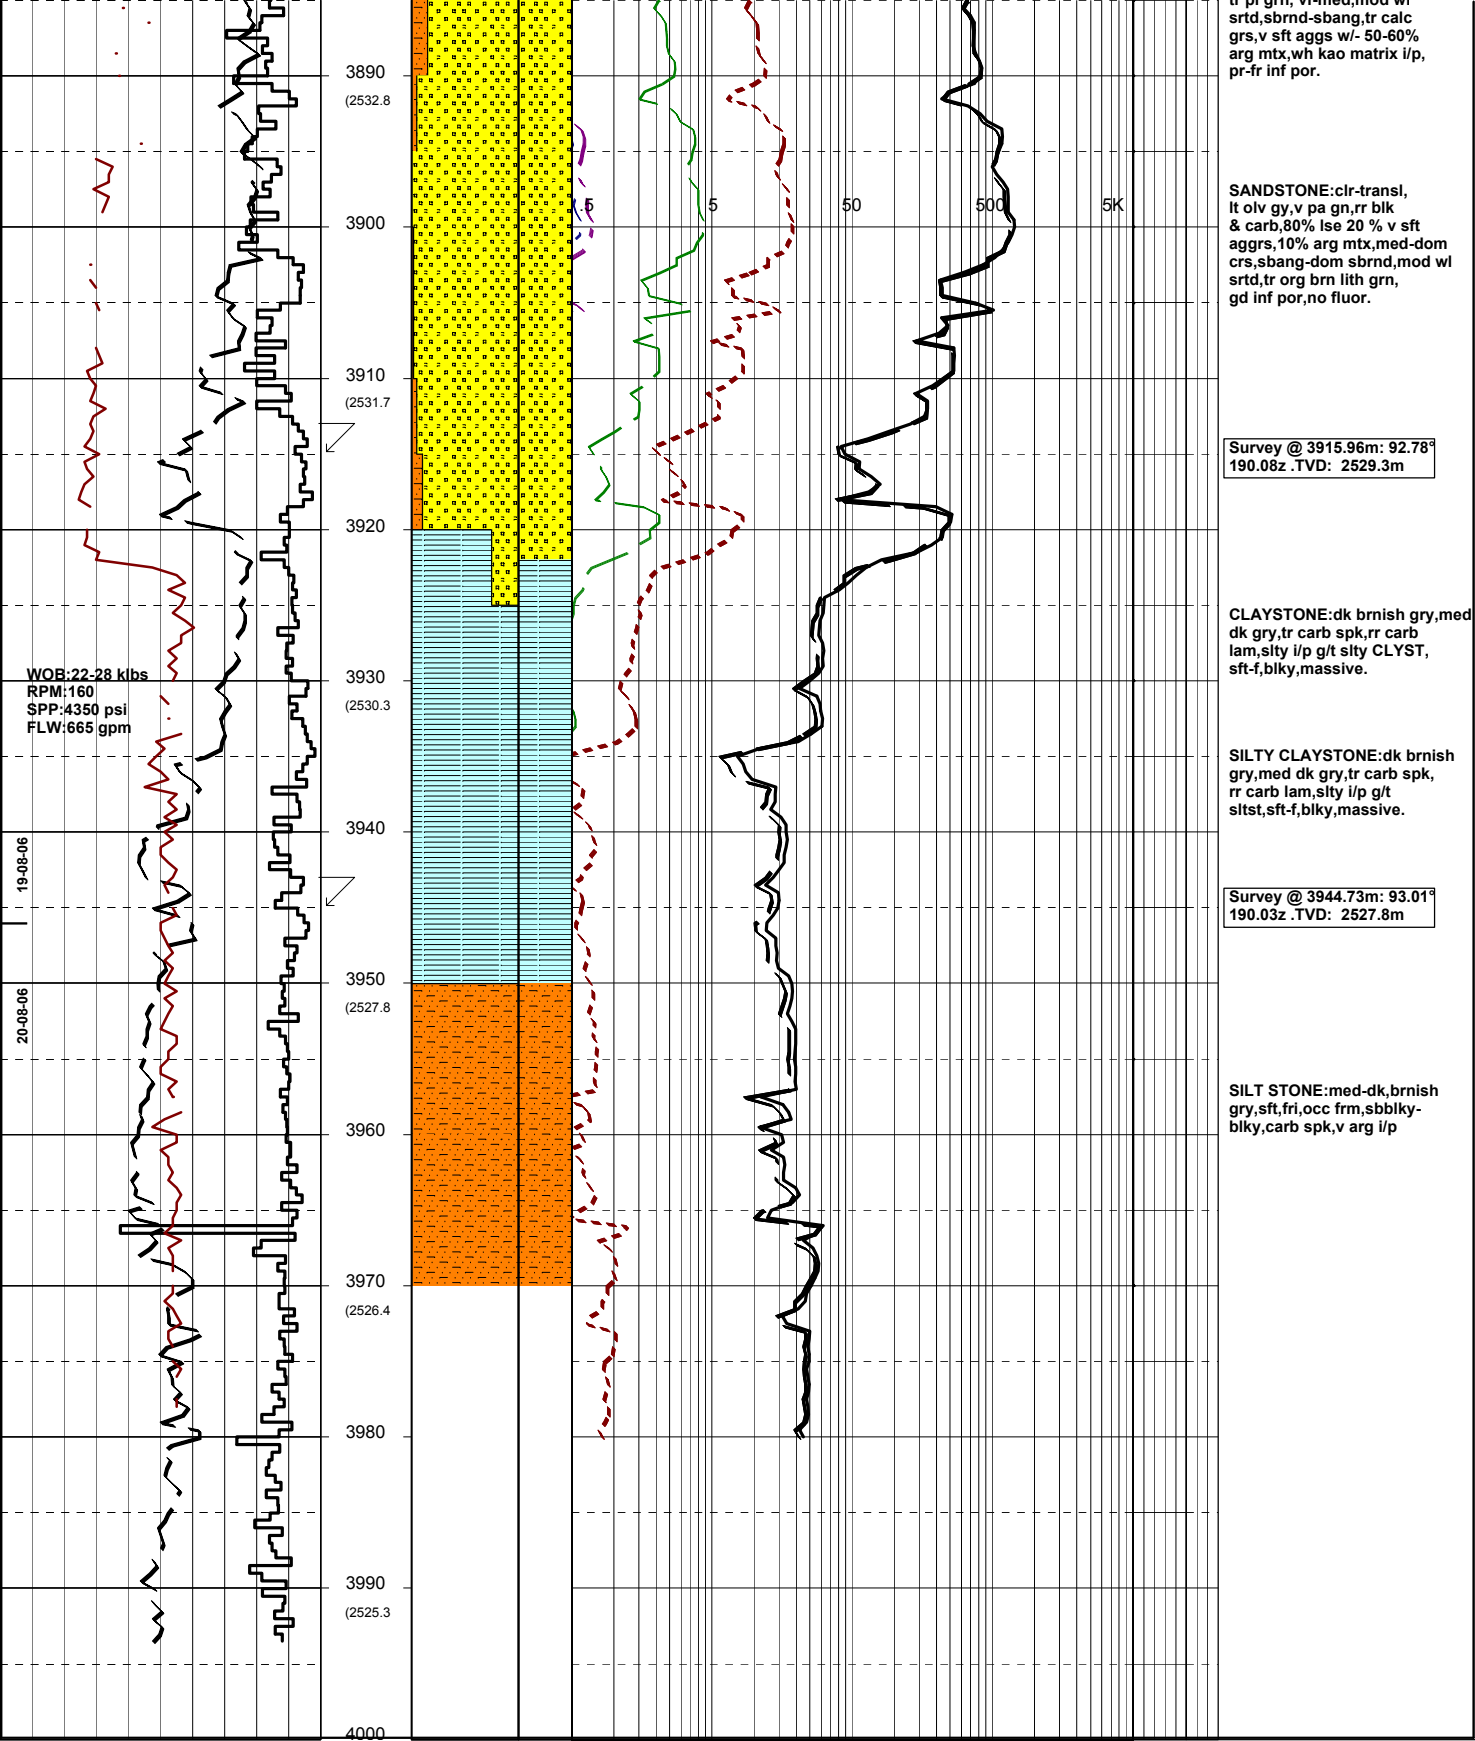 srtd,sbrnd-sbang,tr calc
grs,v sft aggs w/- 50-60%
arg mtx,wh kao matrix i/p,
pr-fr inf por.
3890
(2532.8
SANDSTONE:clr-transl,
lt olv gy,v pa gn,rr blk
& carb,80% lse 20 % v sft
aggrs,10% arg mtx,med-dom
crs,sbang-dom sbrnd,mod wl
srtd,tr org brn lith grn,
gd inf por,no fluor.
.5 5 50 500 5K
3900
3910
(2531.7
Survey @ 3915.96m: 92.78°
190.08z .TVD: 2529.3m
3920
CLAYSTONE:dk brnish gry,med
dk gry,tr carb spk,rr carb
lam,slty i/p g/t slty CLYST,
sft-f,blky,massive.
WOB:22-28 klbs
RPM:160
SPP:4350 psi
FLW:665 gpm
3930
(2530.3
SILTY CLAYSTONE:dk brnish
gry,med dk gry,tr carb spk,
rr carb lam,slty i/p g/t
sltst,sft-f,blky,massive.
3940
19-08-06
Survey @ 3944.73m: 93.01°
190.03z .TVD: 2527.8m
3950
(2527.8
20-08-06
SILT STONE:med-dk,brnish
gry,sft,fri,occ frm,sbblky-
blky,carb spk,v arg i/p
3960
3970
(2526.4
3980
3990
(2525.3
4000